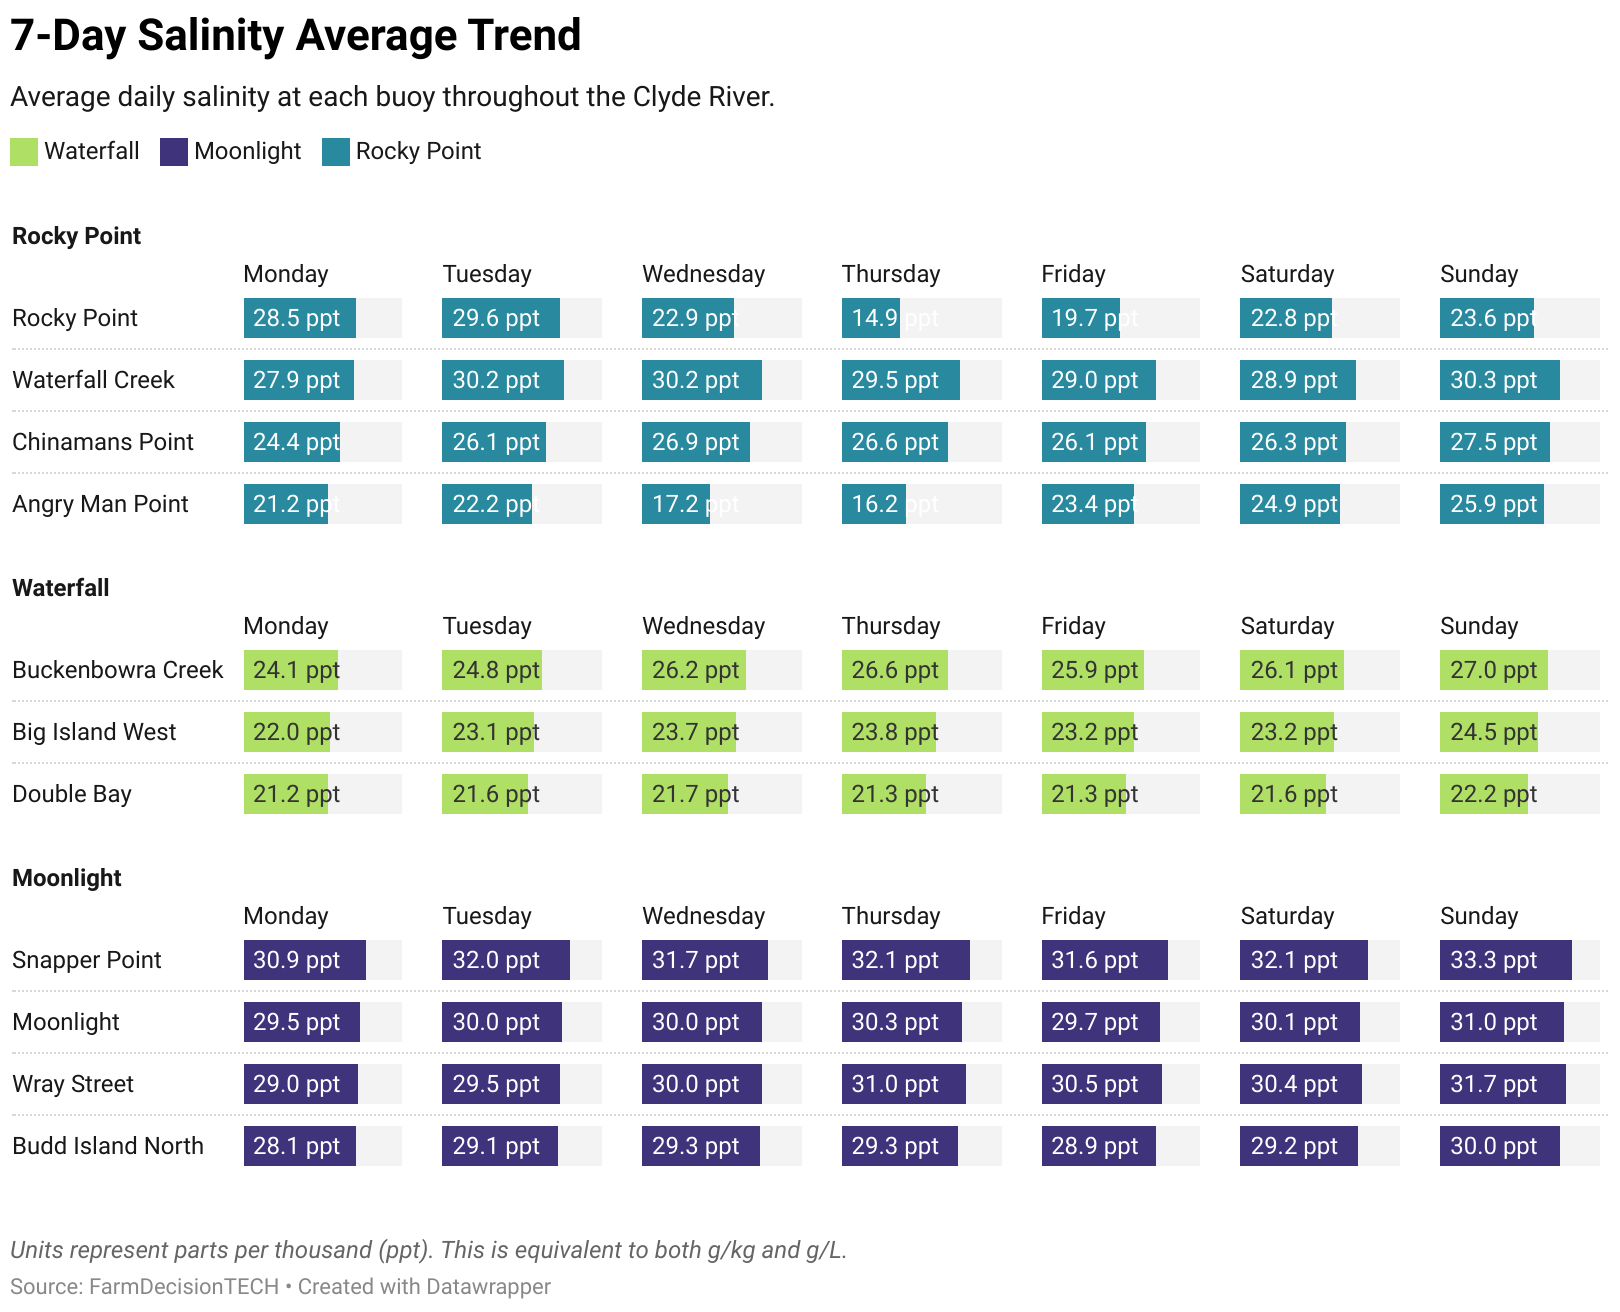 7-Day Salinity Average Trend
Average daily salinity at each buoy throughout the Clyde River.
Waterfall Moonlight Rocky Point
Rocky Point
Monday Tuesday Wednesday Thursday Friday Saturday Sunday
Rocky Point 28.5 ppt 29.6 ppt 22.9 ppt 14.9 ppt 19.7 ppt 22.8 ppt 23.6 ppt
Waterfall Creek 27.9 ppt 30.2 ppt 30.2 ppt 29.5 ppt 29.0 ppt 28.9 ppt 30.3 ppt
Chinamans Point 24.4 ppt 26.1 ppt 26.9 ppt 26.6 ppt 26.1 ppt 26.3 ppt 27.5 ppt
Angry Man Point 21.2 ppt 22.2 ppt 17.2 ppt 16.2 ppt 23.4 ppt 24.9 ppt 25.9 ppt
Waterfall
Monday Tuesday Wednesday Thursday Friday Saturday Sunday
Buckenbowra Creek 24.1 ppt 24.8 ppt 26.2 ppt 26.6 ppt 25.9 ppt 26.1 ppt 27.0 ppt
Big Island West 22.0 ppt 23.1 ppt 23.7 ppt 23.8 ppt 23.2 ppt 23.2 ppt 24.5 ppt
Double Bay 21.2 ppt 21.6 ppt 21.7 ppt 21.3 ppt 21.3 ppt 21.6 ppt 22.2 ppt
Moonlight
Monday Tuesday Wednesday Thursday Friday Saturday Sunday
Snapper Point 30.9 ppt 32.0 ppt 31.7 ppt 32.1 ppt 31.6 ppt 32.1 ppt 33.3 ppt
Moonlight 29.5 ppt 30.0 ppt 30.0 ppt 30.3 ppt 29.7 ppt 30.1 ppt 31.0 ppt
Wray Street 29.0 ppt 29.5 ppt 30.0 ppt 31.0 ppt 30.5 ppt 30.4 ppt 31.7 ppt
Budd Island North 28.1 ppt 29.1 ppt 29.3 ppt 29.3 ppt 28.9 ppt 29.2 ppt 30.0 ppt
Units represent parts per thousand (ppt). This is equivalent to both g/kg and g/L.
Source: FarmDecisionTECH • Created with Datawrapper